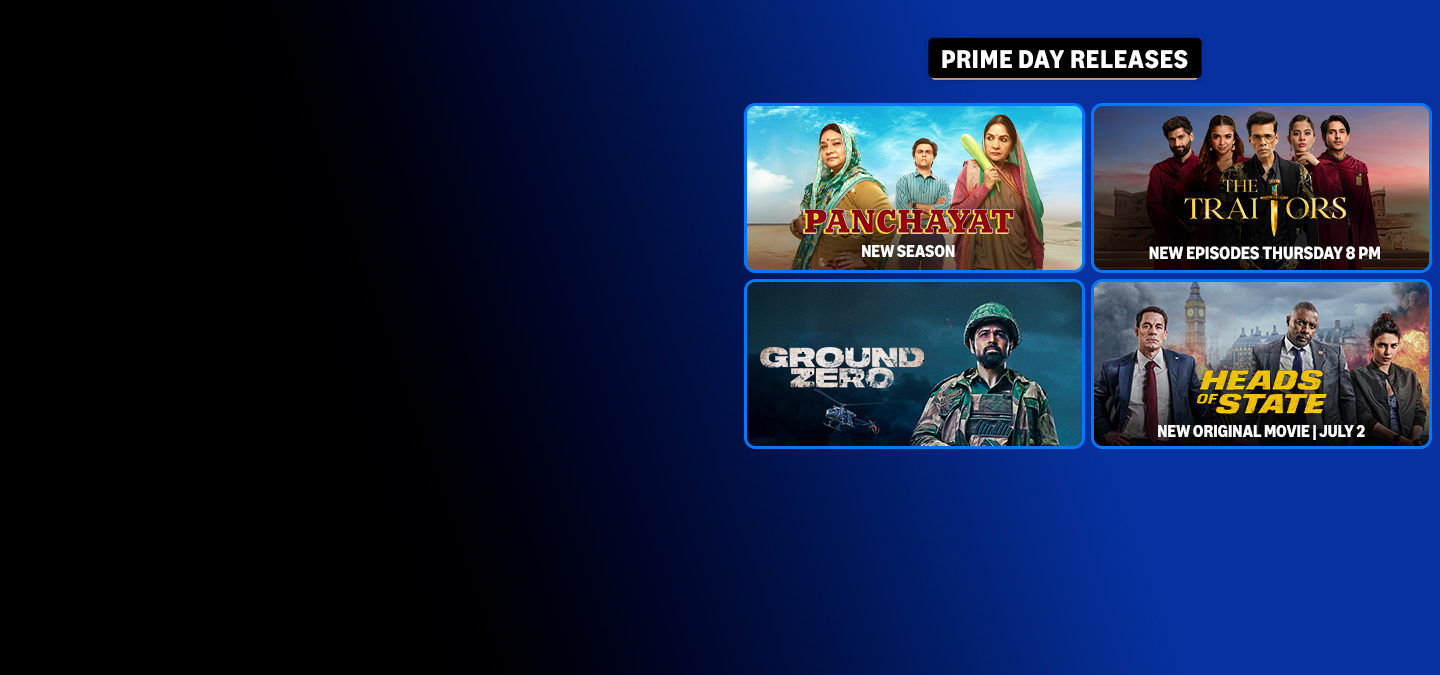 PRIME DAY RELEASES
PANCHAYAT
NEW SEASON
THE
TRAITORS
NEW EPISODES THURSDAY 8 PM
GROUND
ZERO
HEADS
OF STATE
NEW ORIGINAL MOVIE | JULY 2